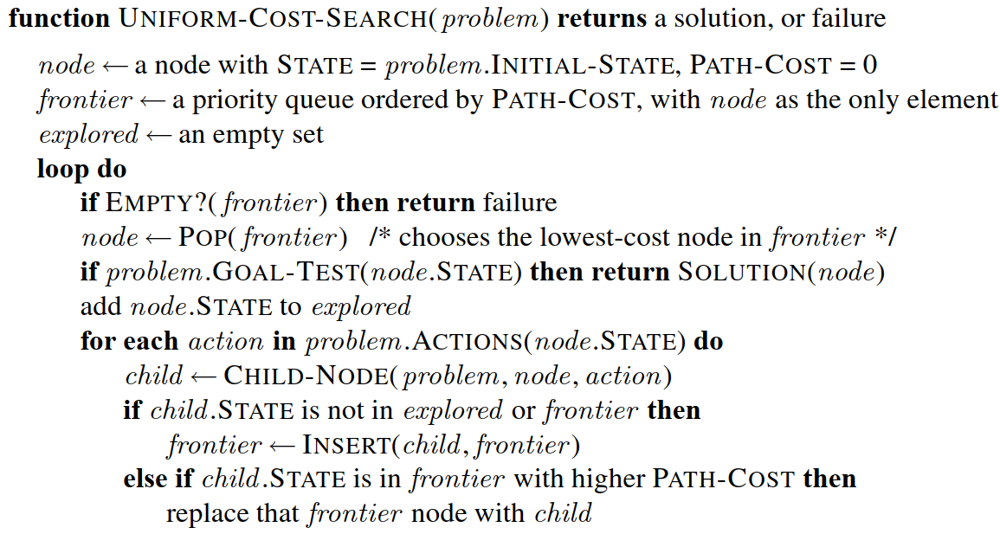 function UNIFORM-COST-SEARCH(problem) returns a solution, or failure
node ← a node with STATE = problem.INITIAL-STATE, PATH-COST = 0
frontier ← a priority queue ordered by PATH-COST, with node as the only element
explored ← an empty set
loop do
if EMPTY?(frontier) then return failure
node ← POP(frontier) /* chooses the lowest-cost node in frontier */
if problem.GOAL-TEST(node.STATE) then return SOLUTION(node)
add node.STATE to explored
for each action in problem.ACTIONS(node.STATE) do
child ← CHILD-NODE(problem, node, action)
if child.STATE is not in explored or frontier then
frontier ← INSERT(child, frontier)
else if child.STATE is in frontier with higher PATH-COST then
replace that frontier node with child